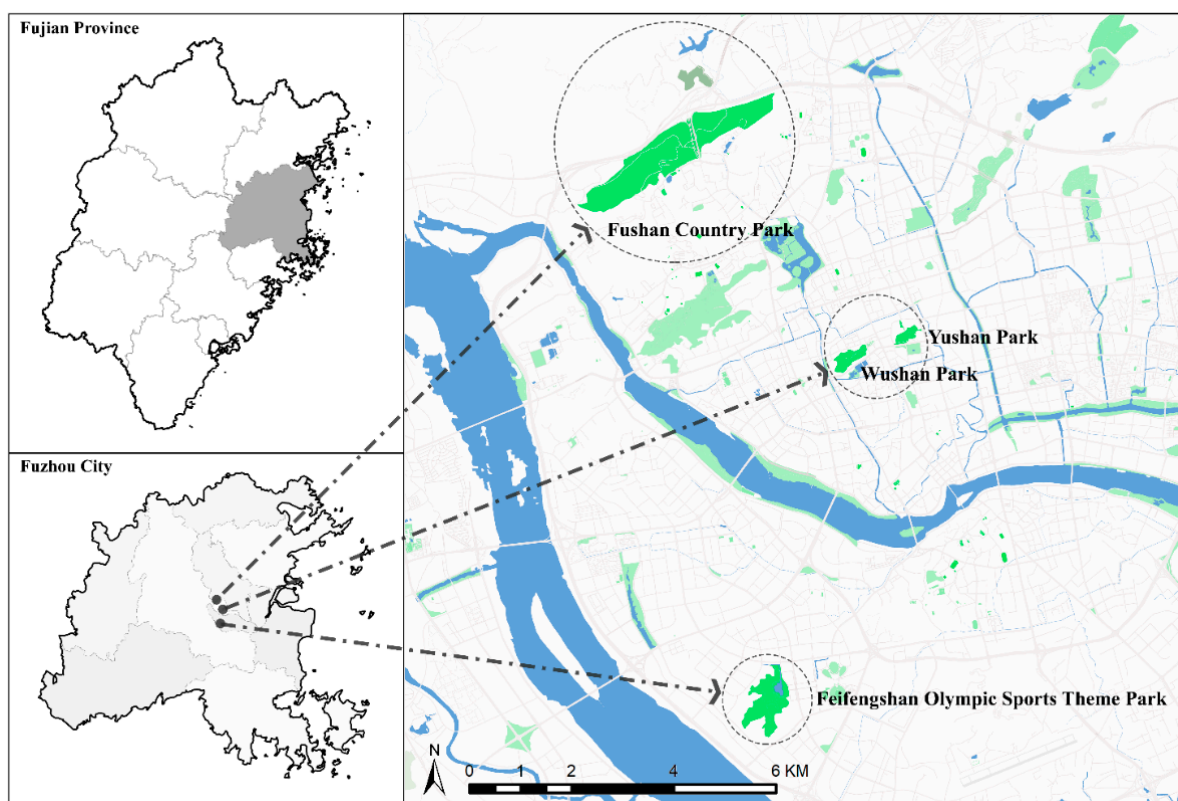 Fujian Province
Fushan Country Park
Yushan Park
Wushan Park
Fuzhou City
Feifengshan Olympic Sports Theme Park
N
0 1 2 4 6 KM